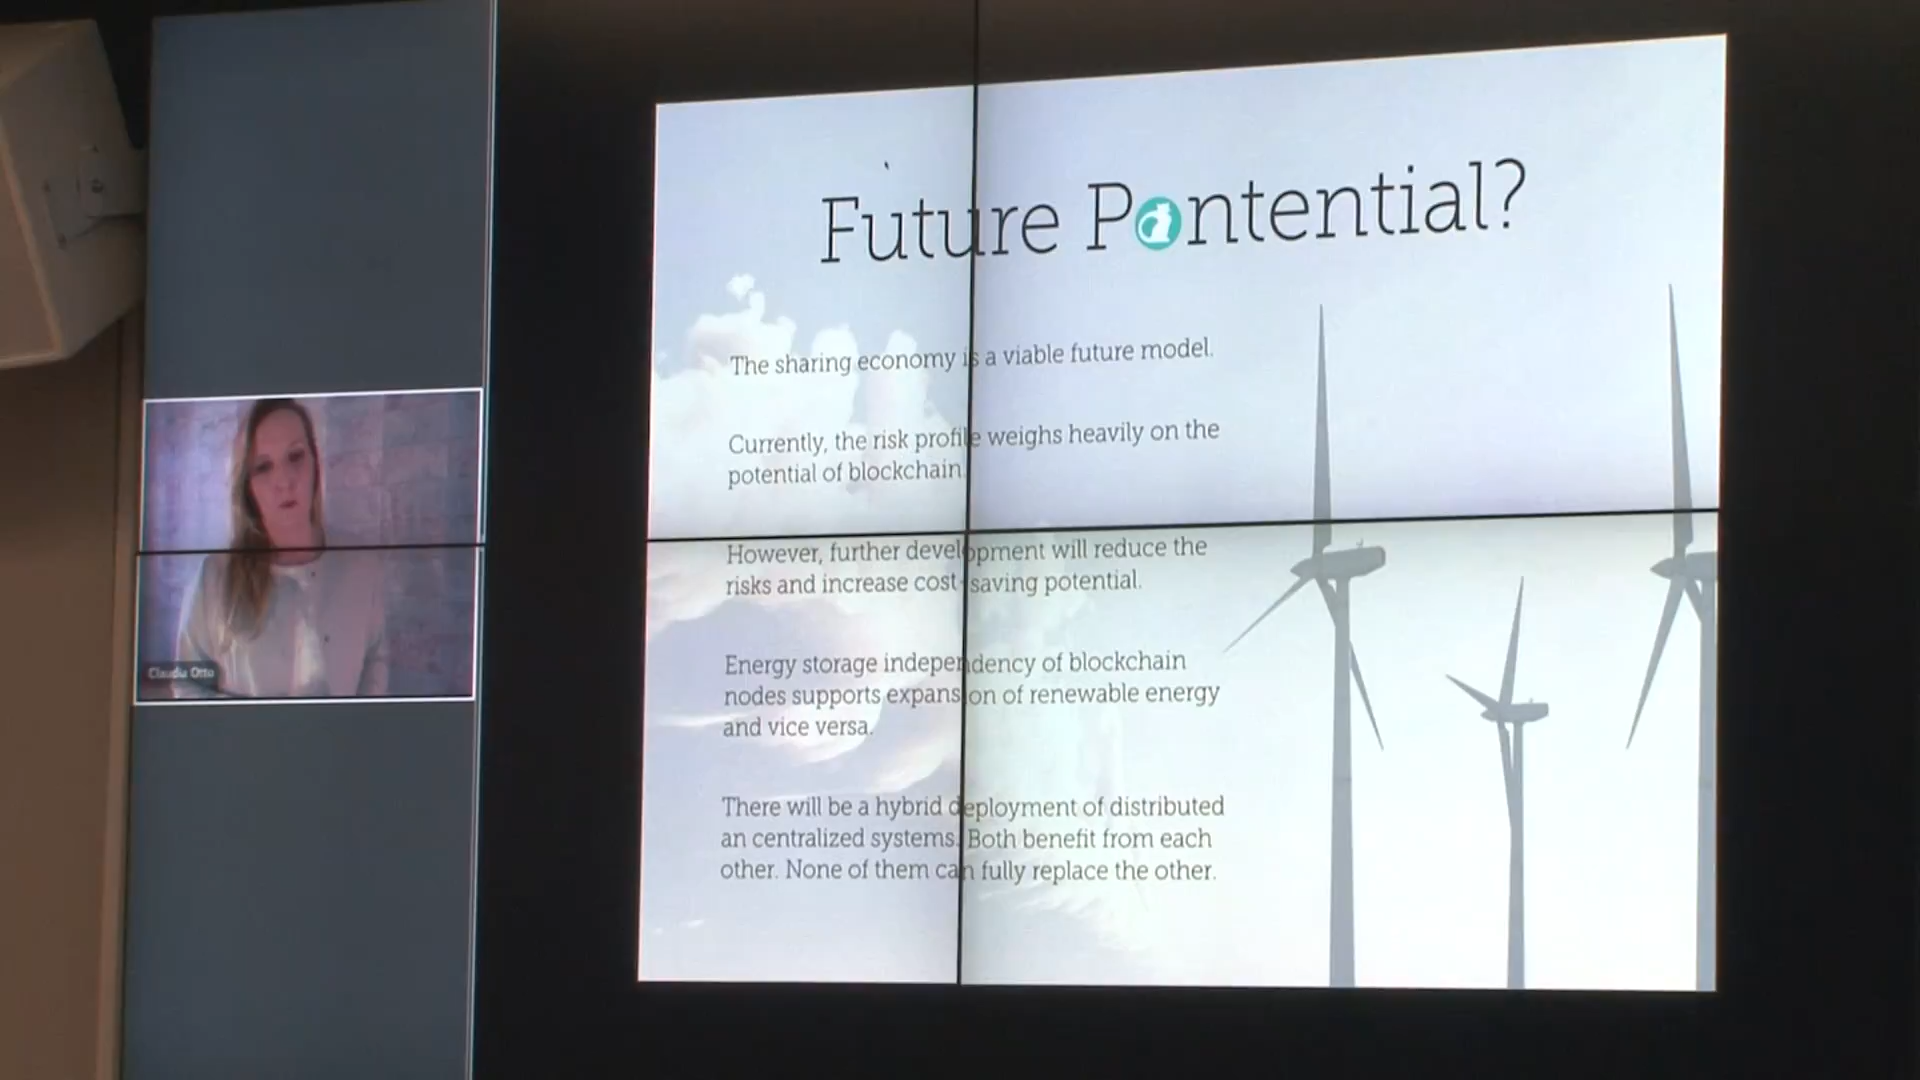 Future Pontential?
The sharing economy is a viable future model.
Currently, the risk profile weighs heavily on the
potential of blockchain.
However, further development will reduce the
risks and increase cost-saving potential.
Energy storage independency of blockchain
nodes supports expansion of renewable energy
and vice versa.
There will be a hybrid deployment of distributed
an centralized systems. Both benefit from each
other. None of them can fully replace the other.
Claudia Otto